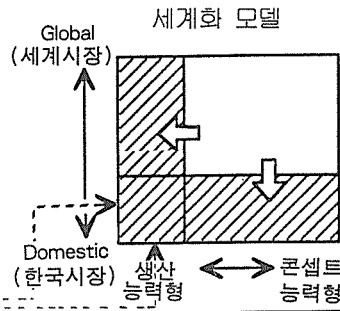 세계화 모델
Global
(세계시장)
Domestic
(한국시장)
생산
능력형
콘셉트
능력형